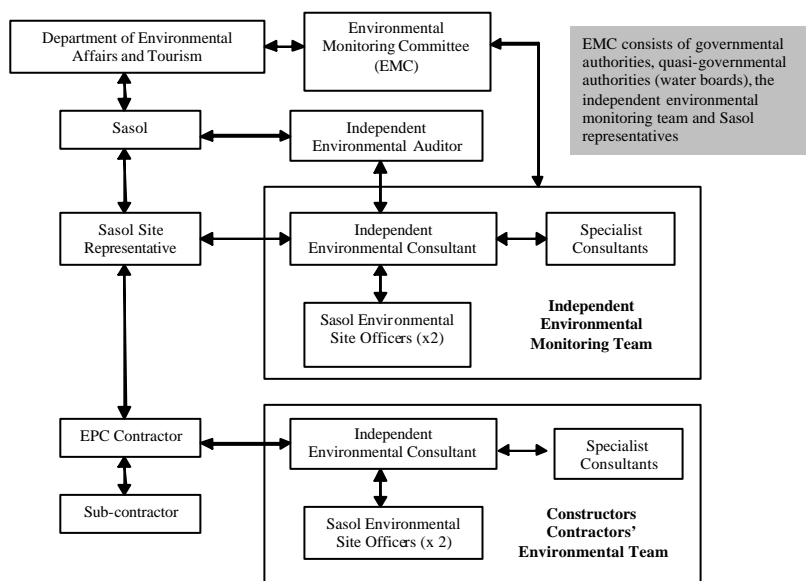 Department of Environmental
Affairs and Tourism
Environmental
Monitoring Committee
(EMC)
EMC consists of governmental
authorities, quasi-governmental
authorities (water boards), the
independent environmental
monitoring team and Sasol
representatives
Sasol
Independent
Environmental Auditor
Sasol Site
Representative
Independent
Environmental Consultant
Specialist
Consultants
Sasol Environmental
Site Officers (x2)
Independent
Environmental
Monitoring Team
EPC Contractor
Independent
Environmental Consultant
Specialist
Consultants
Sub-contractor
Sasol Environmental
Site Officers (x 2)
Constructors
Contractors’
Environmental Team